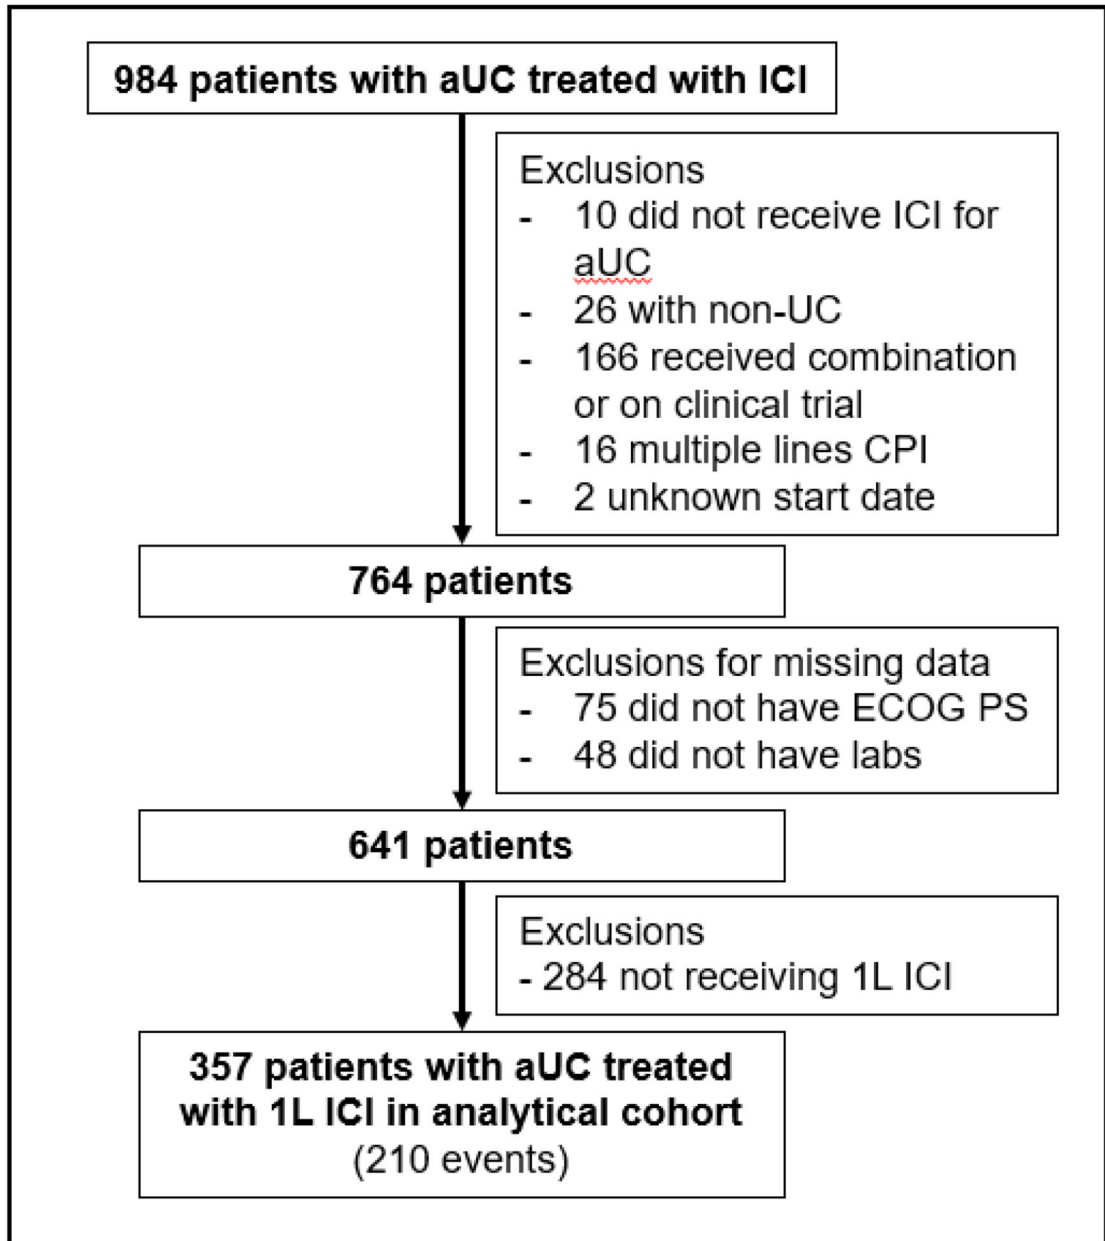 984 patients with aUC treated with ICI
Exclusions
- 10 did not receive ICI for
aUC
- 26 with non-UC
- 166 received combination
or on clinical trial
- 16 multiple lines CPI
- 2 unknown start date
764 patients
Exclusions for missing data
- 75 did not have ECOG PS
- 48 did not have labs
641 patients
Exclusions
- 284 not receiving 1L ICI
357 patients with aUC treated
with 1L ICI in analytical cohort
(210 events)